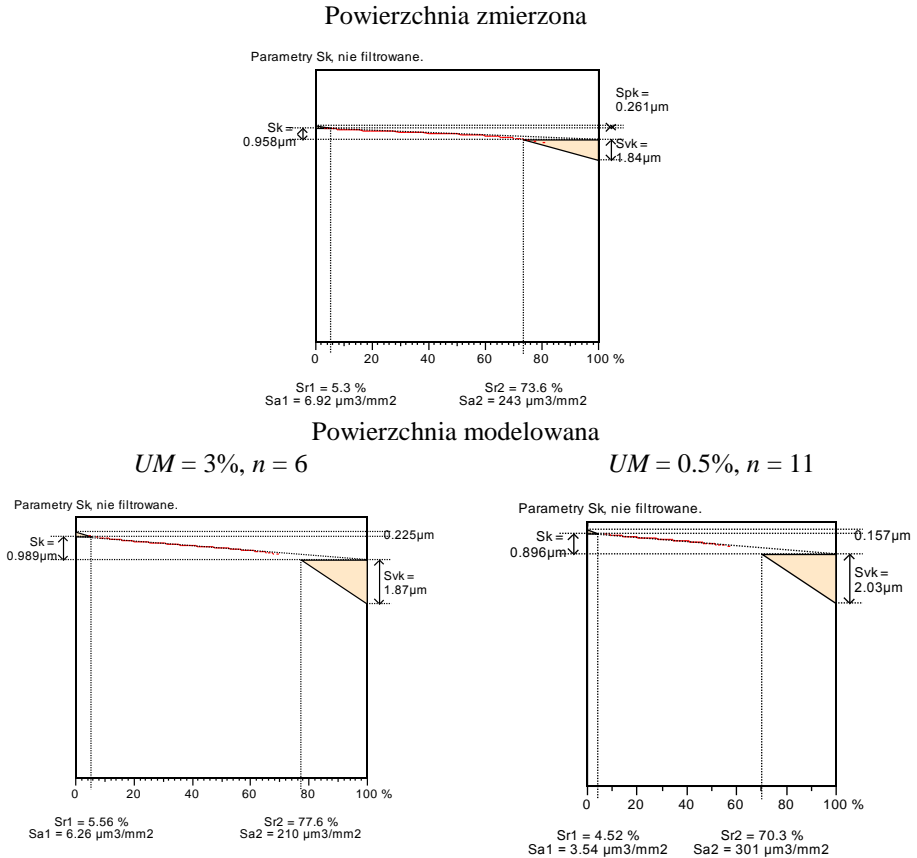 Powierzchnia zmierzona
Parametry Sk, nie filtrowane.
Spk =
0.261µm
Sk =
0.958µm
Svk =
1.84µm
0 20 40 60 80 100 %
Sr1 = 5.3 % Sr2 = 73.6 %
Sa1 = 6.92 µm3/mm2 Sa2 = 243 µm3/mm2
Powierzchnia modelowana
UM = 3%, n = 6 UM = 0.5%, n = 11
Parametry Sk, nie filtrowane.
Sk =
0.989µm
0.225µm
Svk =
1.87µm
0 20 40 60 80 100 %
Sr1 = 5.56 % Sr2 = 77.6 %
Sa1 = 6.26 µm3/mm2 Sa2 = 210 µm3/mm2
Parametry Sk, nie filtrowane.
Sk =
0.896µm
0.157µm
Svk =
2.03µm
0 20 40 60 80 100 %
Sr1 = 4.52 % Sr2 = 70.3 %
Sa1 = 3.54 µm3/mm2 Sa2 = 301 µm3/mm2